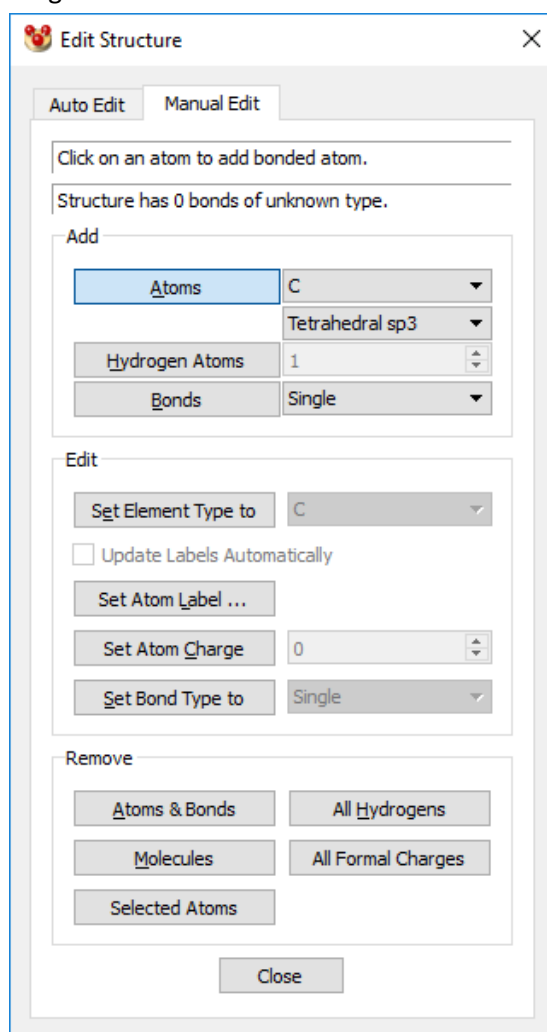 Edit Structure
Auto Edit Manual Edit
Click on an atom to add bonded atom.
Structure has 0 bonds of unknown type.
Add
Atoms C
Tetrahedral sp3
Hydrogen Atoms 1
Bonds Single
Edit
Set Element Type to C
Update Labels Automatically
Set Atom Label ...
Set Atom Charge 0
Set Bond Type to Single
Remove
Atoms & Bonds All Hydrogens
Molecules All Formal Charges
Selected Atoms
Close